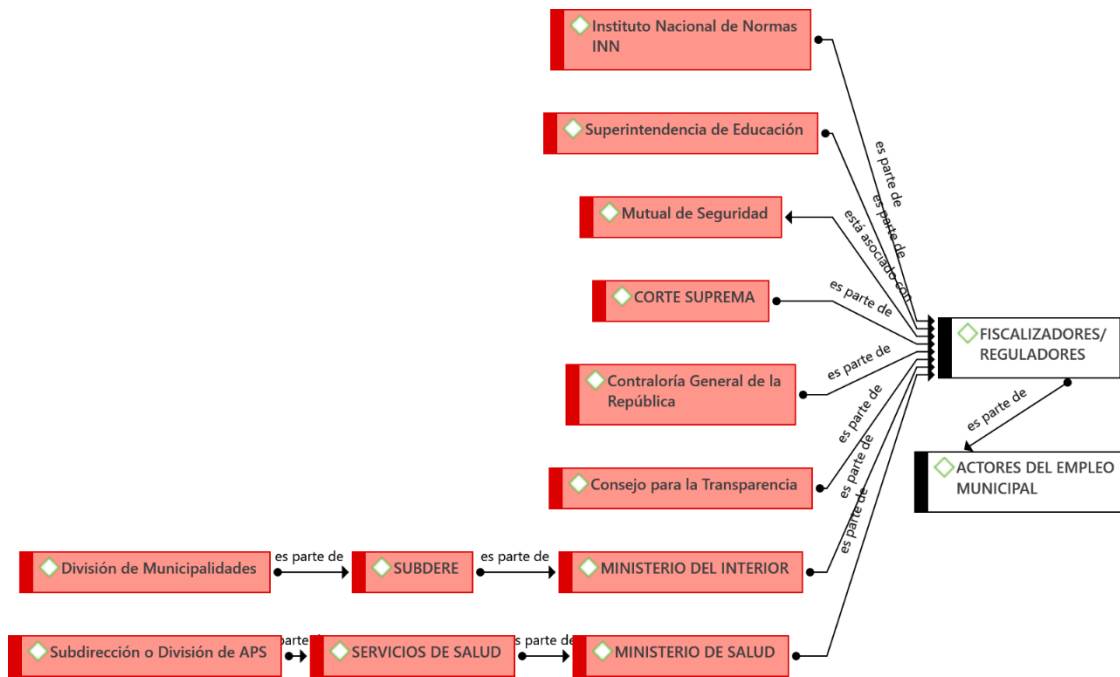 Instituto Nacional de Normas
INN
es parte de
Superintendencia de Educación
es parte de
Mutual de Seguridad
está asociado con
CORTE SUPREMA
es parte de
FISCALIZADORES/
REGULADORES
Contraloría General de la
República
es parte de
es parte de
ACTORES DEL EMPLEO
MUNICIPAL
Consejo para la Transparencia
es parte de
División de Municipalidades
es parte de
SUBDERE
es parte de
MINISTERIO DEL INTERIOR
es parte de
Subdirección o División de APS
parte
SERVICIOS DE SALUD
es parte de
MINISTERIO DE SALUD
es parte de